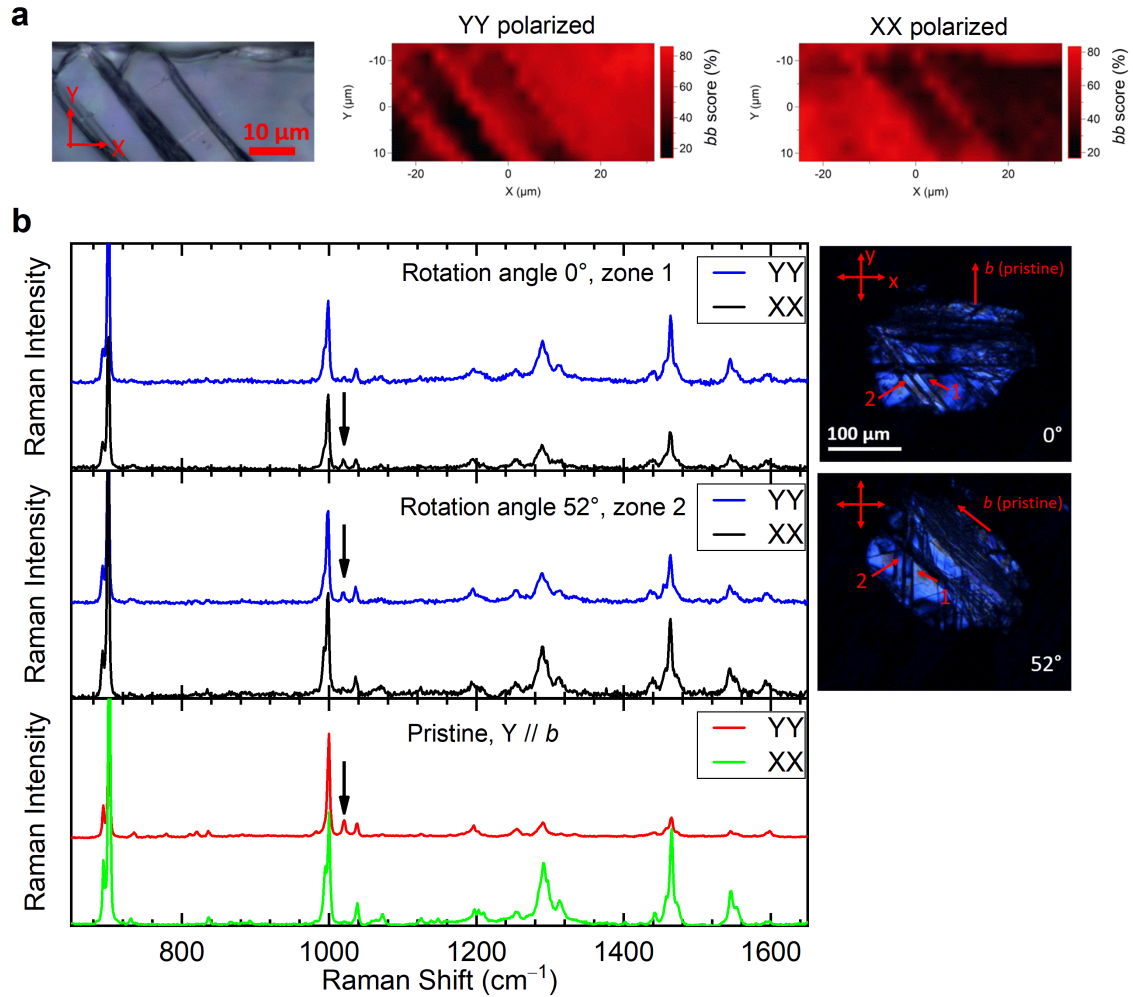 a
YY polarized
XX polarized
Y
X
10 µm
-10
0
10
Y (µm)
-20
0
20
X (µm)
80
60
40
20
bb score (%)
-10
0
10
Y (µm)
-20
0
20
X (µm)
80
60
40
20
bb score (%)
b
Raman Intensity
Rotation angle 0°, zone 1
YY
XX
y
x
b (pristine)
2
1
100 µm
0°
Raman Intensity
Rotation angle 52°, zone 2
YY
XX
b (pristine)
2
1
52°
Raman Intensity
Pristine, Y // b
YY
XX
800
1000
1200
1400
1600
Raman Shift (cm⁻¹)